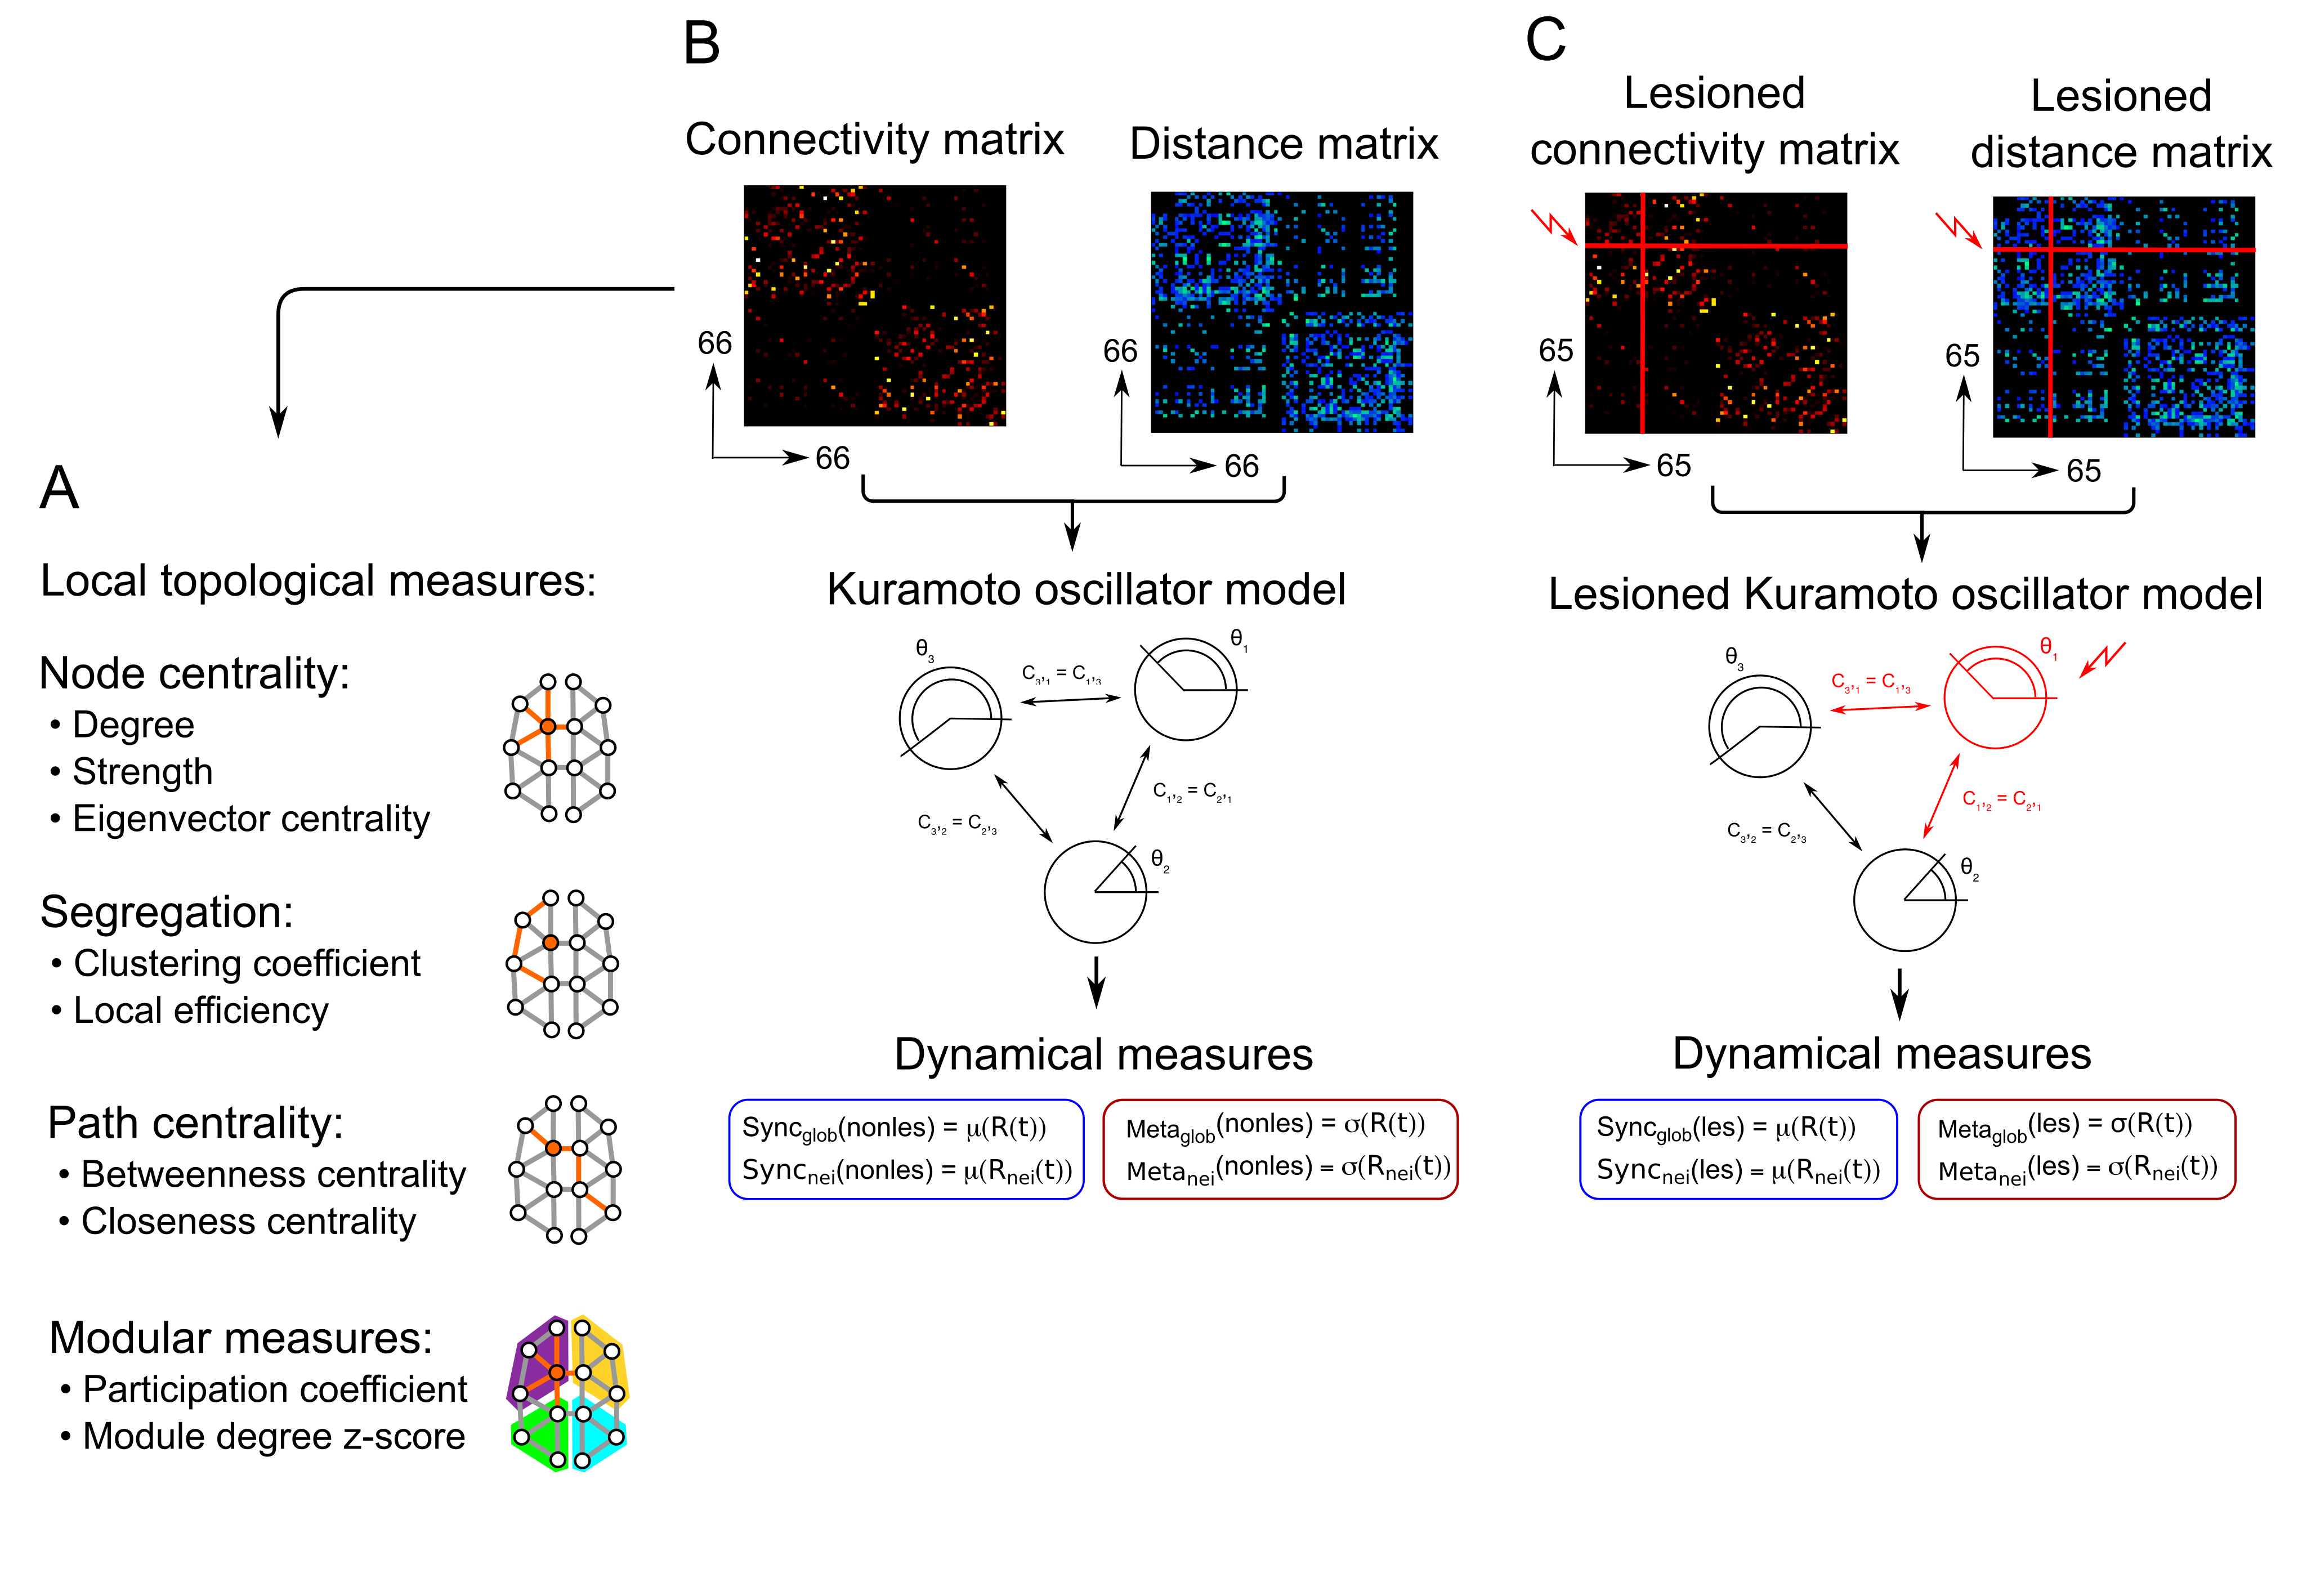 A
Local topological measures:
Node centrality:
• Degree
• Strength
• Eigenvector centrality
Segregation:
• Clustering coefficient
• Local efficiency
Path centrality:
• Betweenness centrality
• Closeness centrality
Modular measures:
• Participation coefficient
• Module degree z-score
B
Connectivity matrix
Distance matrix
66
66
66
66
Kuramoto oscillator model
θ3
θ1
C3,1 = C1,3
C1,2 = C2,1
C3,2 = C2,3
θ2
Dynamical measures
Syncglob(nonles) = μ(R(t))
Syncnei(nonles) = μ(Rnei(t))
Metaglob(nonles) = σ(R(t))
Metanei(nonles) = σ(Rnei(t))
C
Lesioned
connectivity matrix
Lesioned
distance matrix
65
65
65
65
Lesioned Kuramoto oscillator model
θ3
θ1
C3,1 = C1,3
C1,2 = C2,1
C3,2 = C2,3
θ2
Dynamical measures
Syncglob(les) = μ(R(t))
Syncnei(les) = μ(Rnei(t))
Metaglob(les) = σ(R(t))
Metanei(les) = σ(Rnei(t))